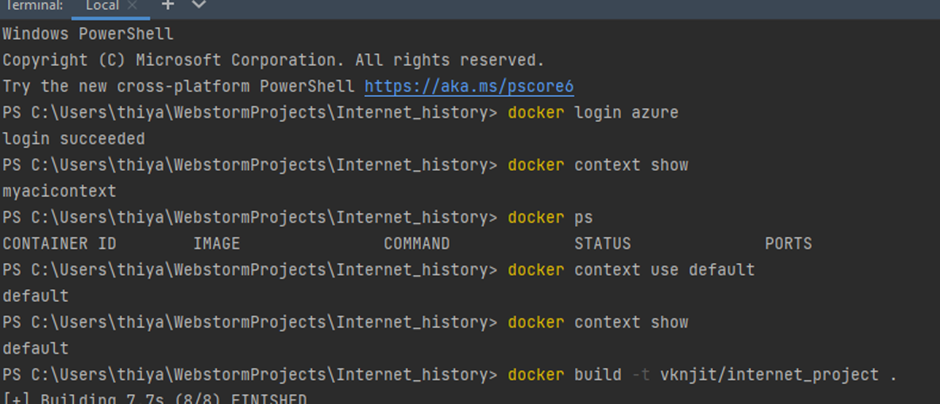 Terminal: Local × +
Windows PowerShell
Copyright (C) Microsoft Corporation. All rights reserved.
Try the new cross-platform PowerShell https://aka.ms/pscore6
PS C:\Users\thiya\WebstormProjects\Internet_history> docker login azure
login succeeded
PS C:\Users\thiya\WebstormProjects\Internet_history> docker context show
myacicontext
PS C:\Users\thiya\WebstormProjects\Internet_history> docker ps
CONTAINER ID IMAGE COMMAND STATUS PORTS
PS C:\Users\thiya\WebstormProjects\Internet_history> docker context use default
default
PS C:\Users\thiya\WebstormProjects\Internet_history> docker context show
default
PS C:\Users\thiya\WebstormProjects\Internet_history> docker build -t vknjit/internet_project .
[+] Building 7.7s (8/8) FINISHED